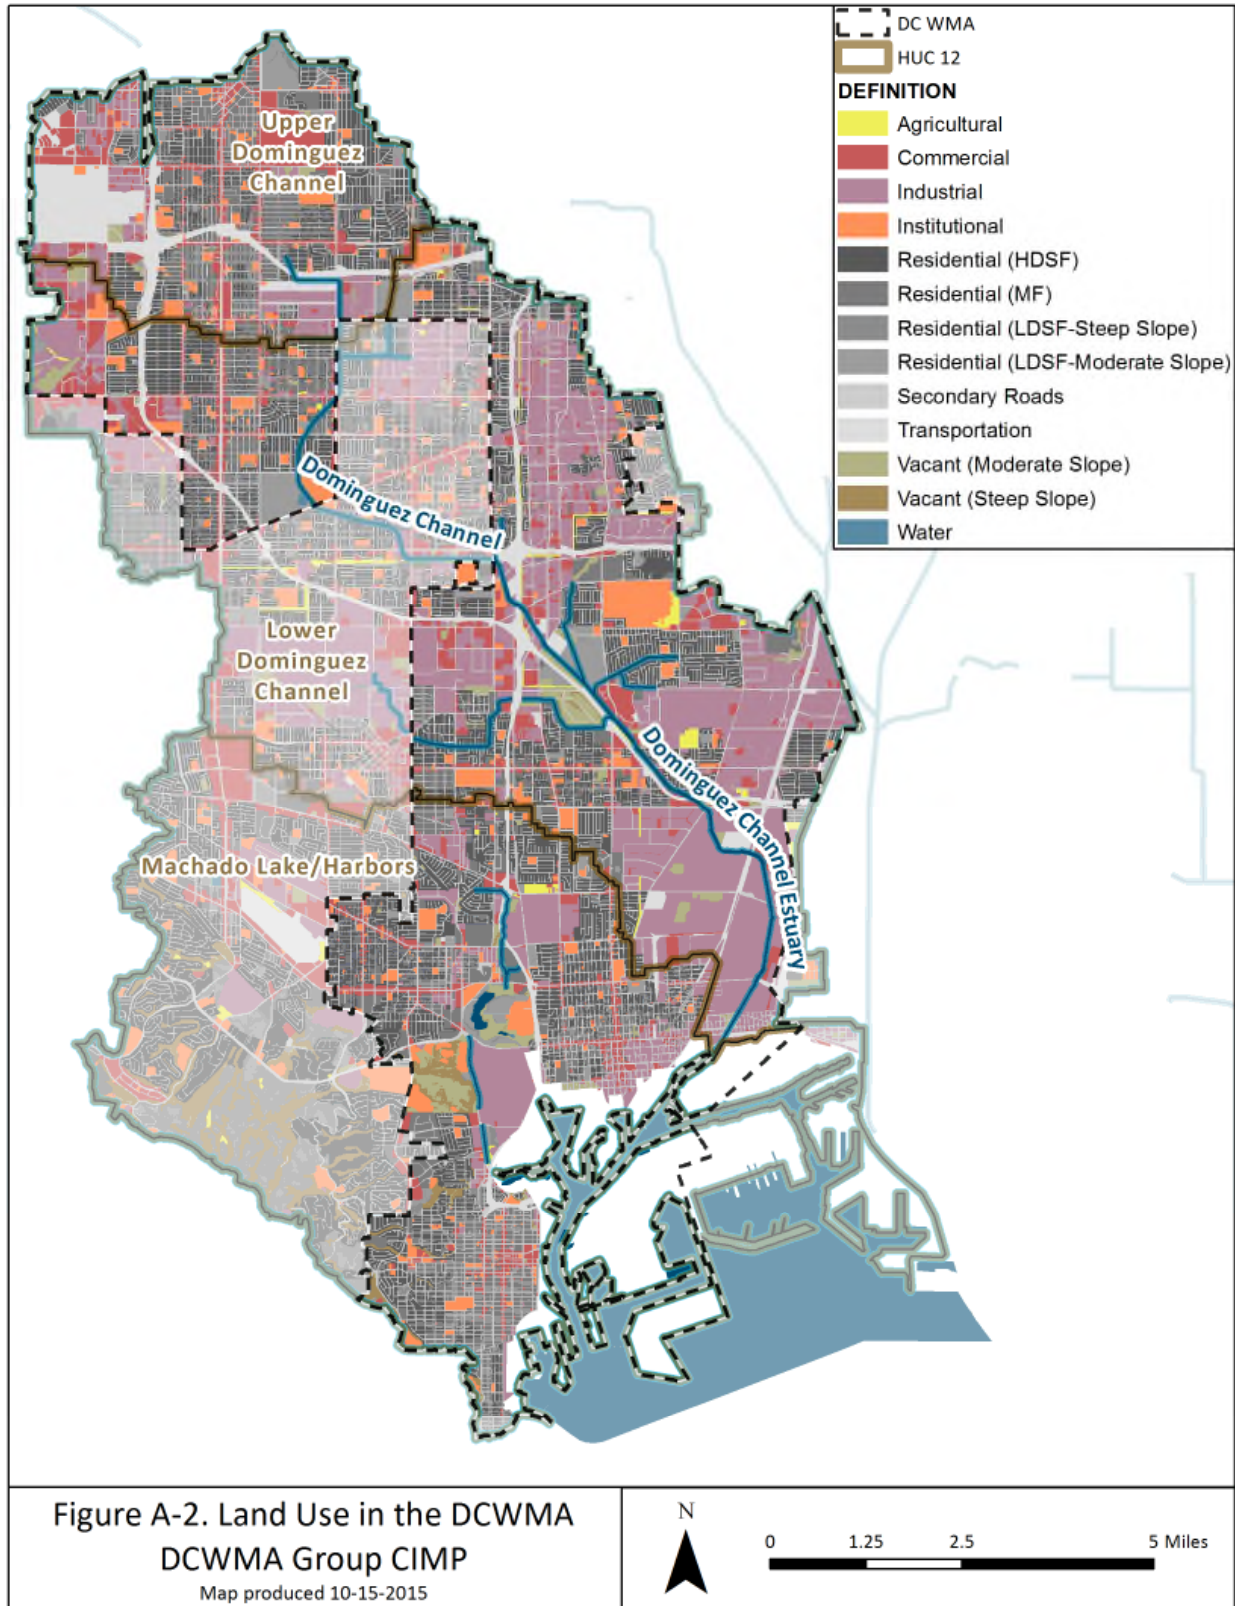 DC WMA
HUC 12
DEFINITION
Agricultural
Commercial
Industrial
Institutional
Residential (HDSF)
Residential (MF)
Residential (LDSF-Steep Slope)
Residential (LDSF-Moderate Slope)
Secondary Roads
Transportation
Vacant (Moderate Slope)
Vacant (Steep Slope)
Water
Upper
Dominguez
Channel
Dominguez Channel
Lower
Dominguez
Channel
Dominguez Channel Estuary
Machado Lake/Harbors
Figure A-2. Land Use in the DCWMA
DCWMA Group CIMP
Map produced 10-15-2015
N
0 1.25 2.5 5 Miles